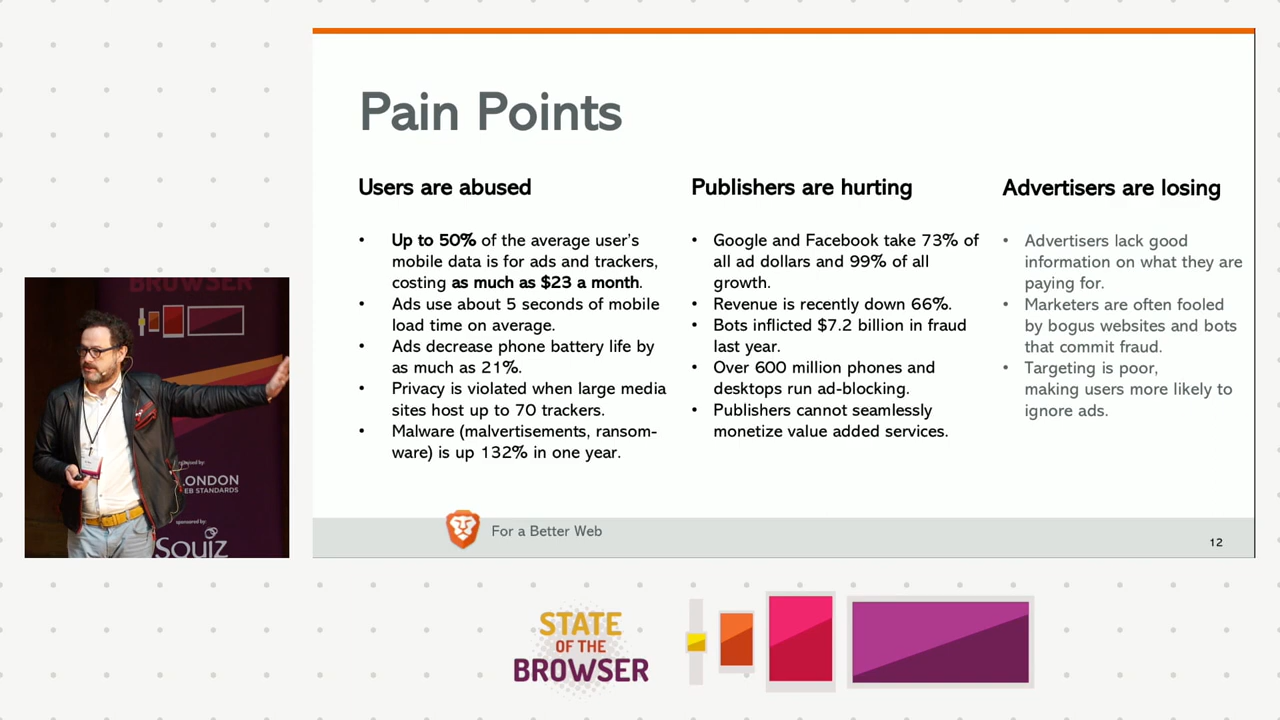 Pain Points
Users are abused
• Up to 50% of the average user's
mobile data is for ads and trackers,
costing as much as $23 a month.
• Ads use about 5 seconds of mobile
load time on average.
• Ads decrease phone battery life by
as much as 21%.
• Privacy is violated when large media
sites host up to 70 trackers.
• Malware (malvertisements, ransom-
ware) is up 132% in one year.
Publishers are hurting
• Google and Facebook take 73% of
all ad dollars and 99% of all
growth.
• Revenue is recently down 66%.
• Bots inflicted $7.2 billion in fraud
last year.
• Over 600 million phones and
desktops run ad-blocking.
• Publishers cannot seamlessly
monetize value added services.
Advertisers are losing
• Advertisers lack good
information on what they are
paying for.
• Marketers are often fooled
by bogus websites and bots
that commit fraud.
• Targeting is poor,
making users more likely to
ignore ads.
For a Better Web
12
BROWSER
ONDON
EB STANDARDS
sponsored by:
Squiz
STATE
OF THE
BROWSER